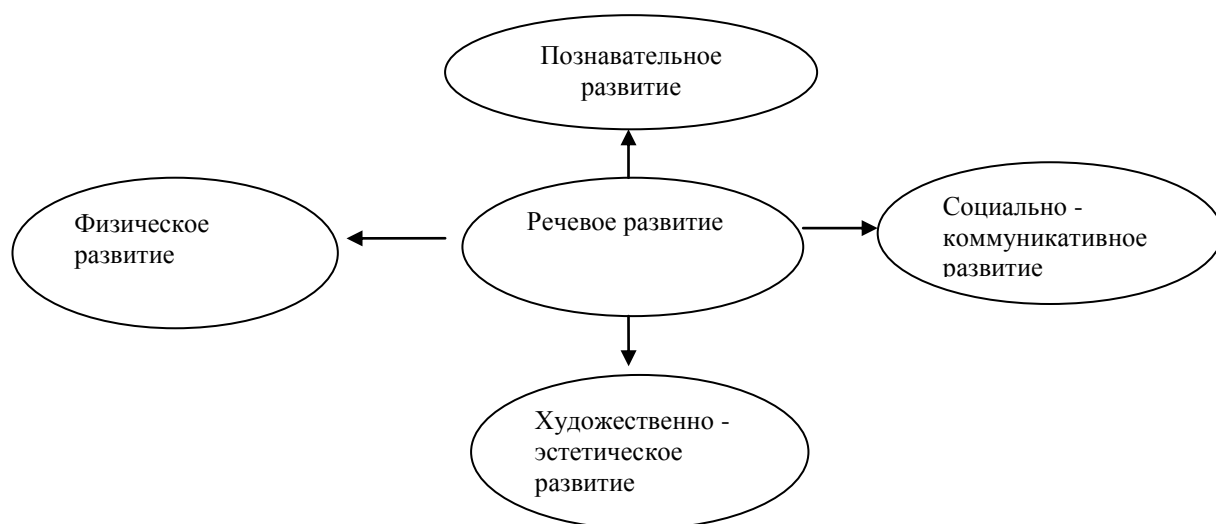 Познавательное
развитие
Физическое
развитие
Речевое развитие
Социально -
коммуникативное
развитие
Художественно -
эстетическое
развитие